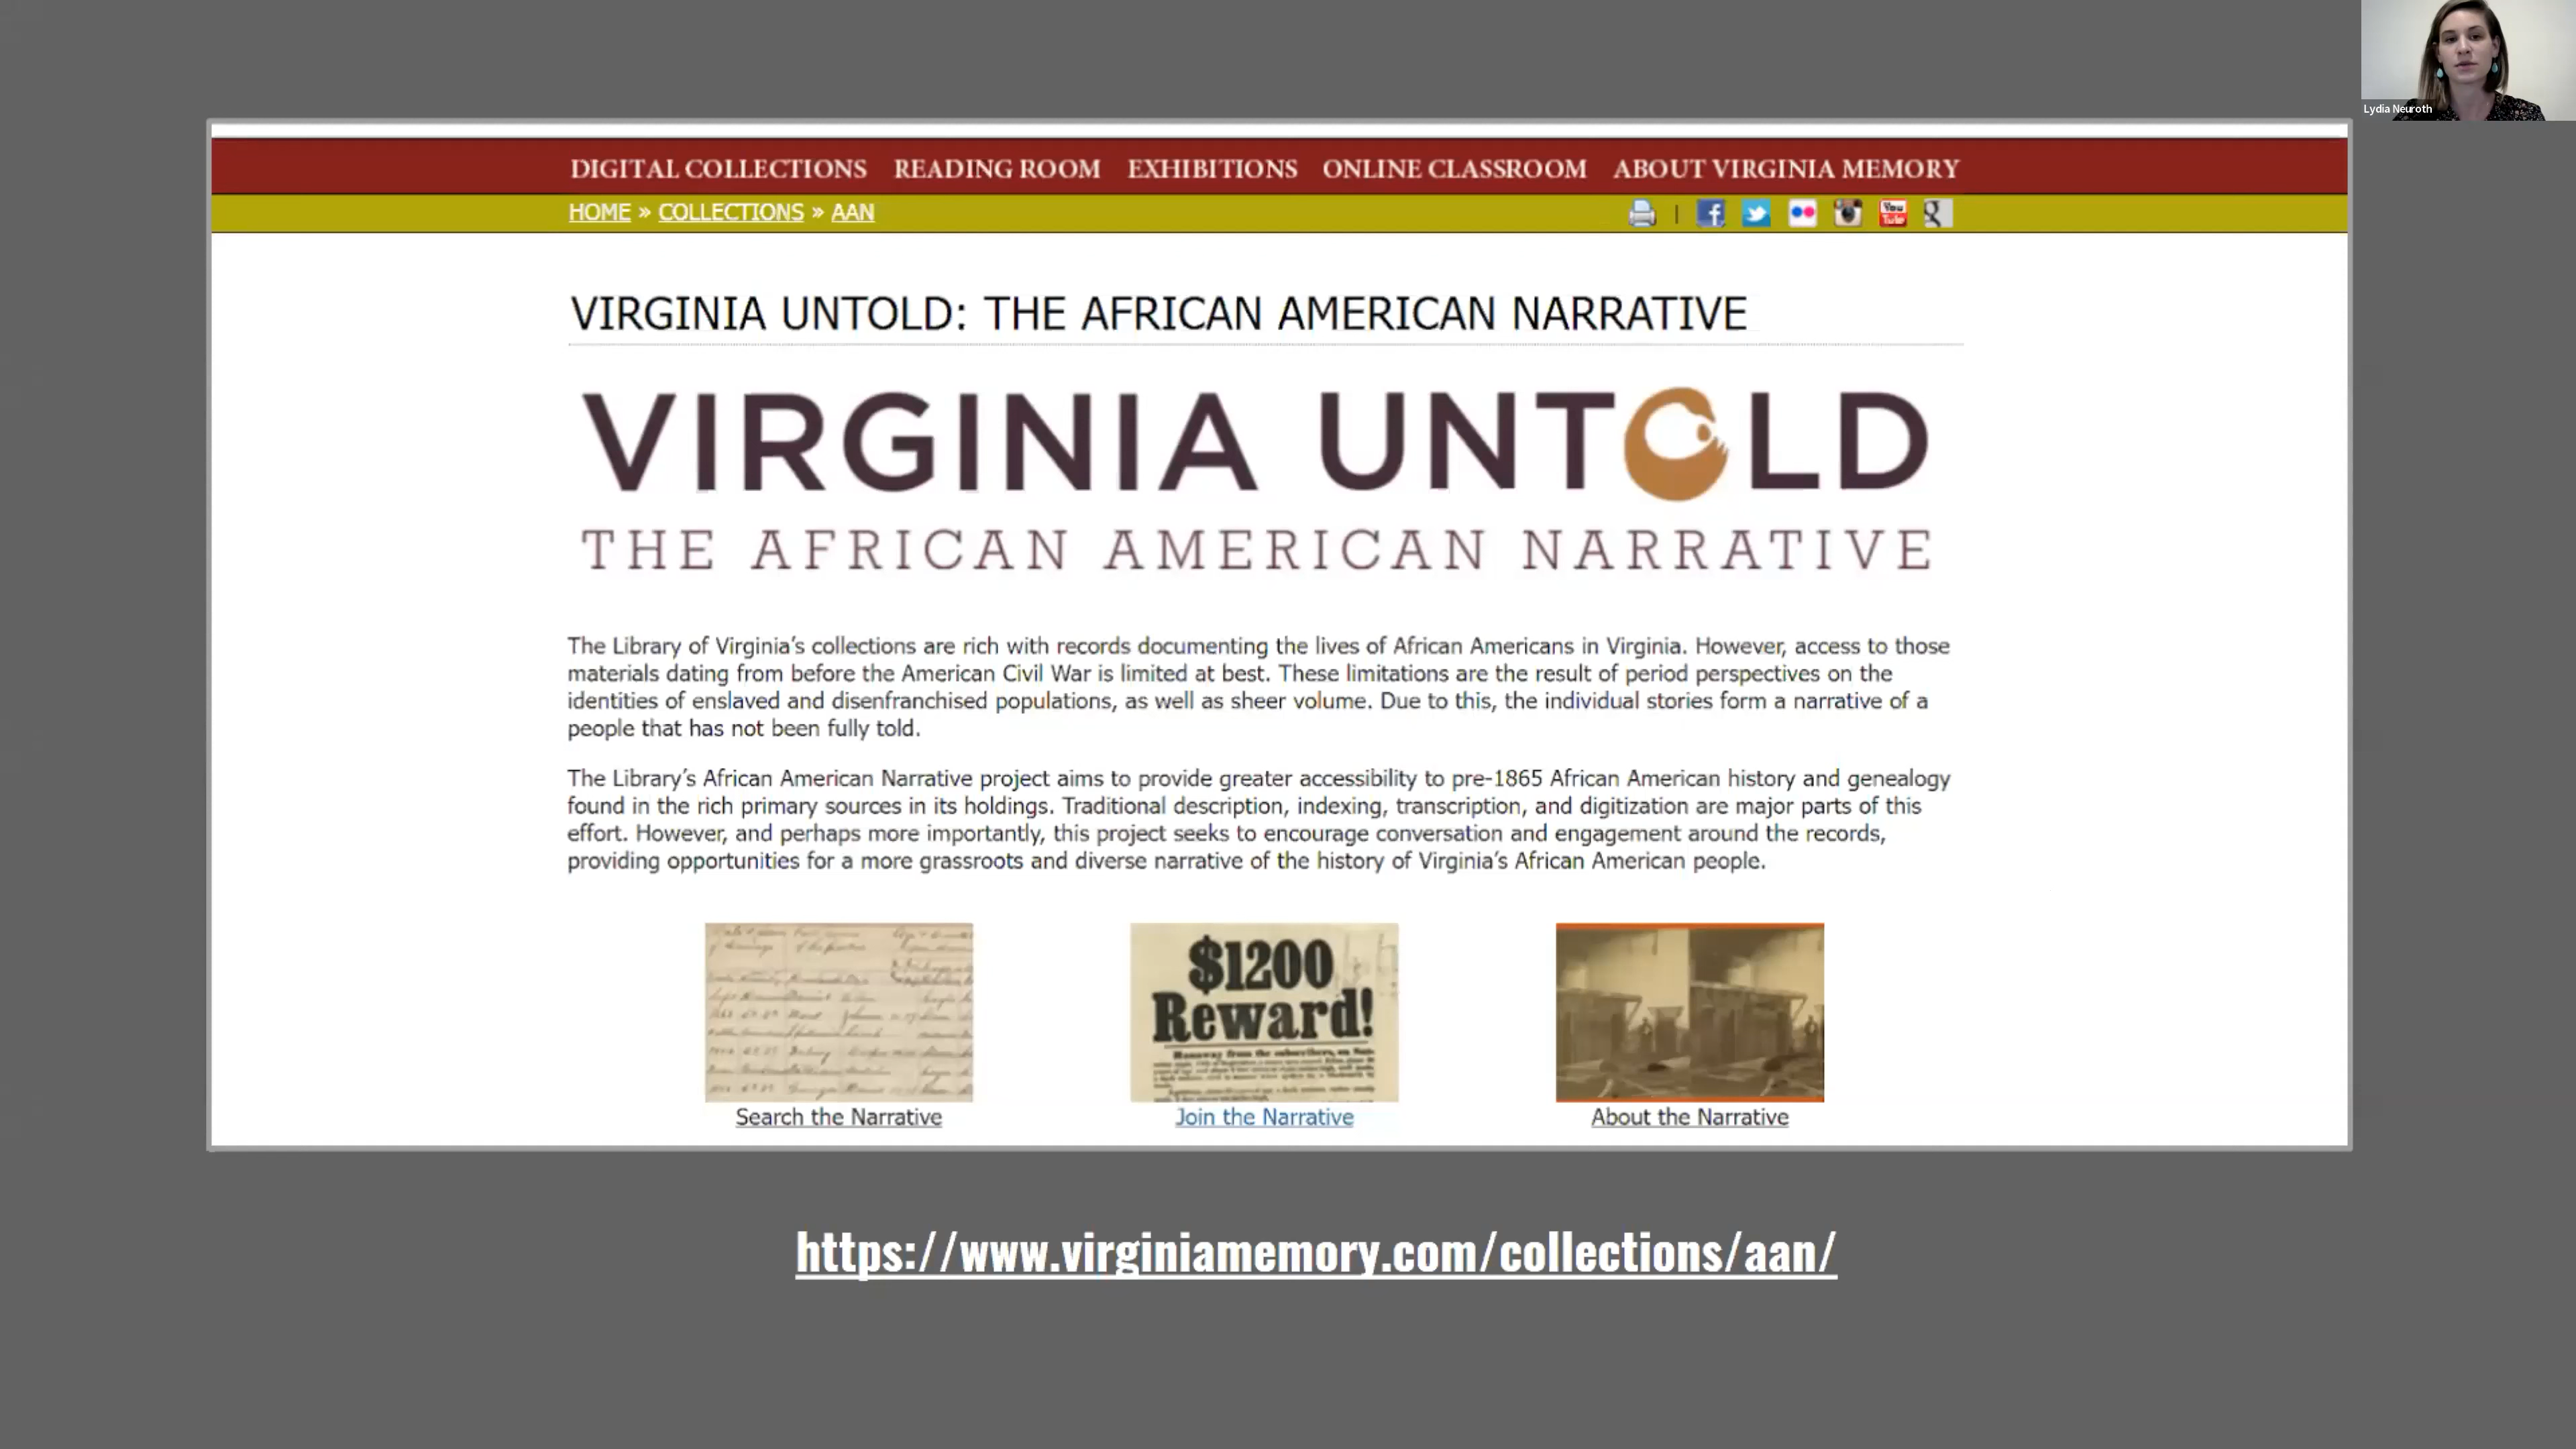 Lydia Neuroth
DIGITAL COLLECTIONS READING ROOM EXHIBITIONS ONLINE CLASSROOM ABOUT VIRGINIA MEMORY
HOME » COLLECTIONS » AAN
You
Tube
VIRGINIA UNTOLD: THE AFRICAN AMERICAN NARRATIVE
VIRGINIA UNTOLD
THE AFRICAN AMERICAN NARRATIVE
The Library of Virginia’s collections are rich with records documenting the lives of African Americans in Virginia. However, access to those
materials dating from before the American Civil War is limited at best. These limitations are the result of period perspectives on the
identities of enslaved and disenfranchised populations, as well as sheer volume. Due to this, the individual stories form a narrative of a
people that has not been fully told.
The Library’s African American Narrative project aims to provide greater accessibility to pre-1865 African American history and genealogy
found in the rich primary sources in its holdings. Traditional description, indexing, transcription, and digitization are major parts of this
effort. However, and perhaps more importantly, this project seeks to encourage conversation and engagement around the records,
providing opportunities for a more grassroots and diverse narrative of the history of Virginia’s African American people.
$1200
Reward!
Search the Narrative
Join the Narrative
About the Narrative
https://www.virginiamemory.com/collections/aan/